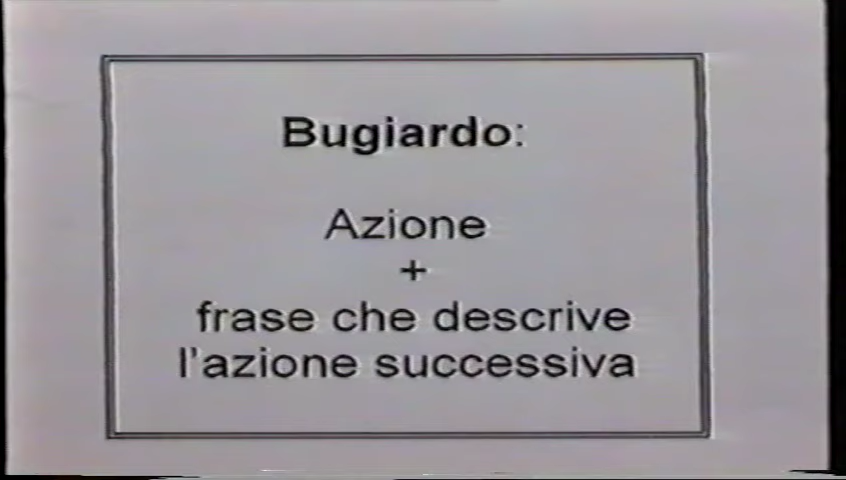 Bugiardo:
Azione
+
frase che descrive
l'azione successiva